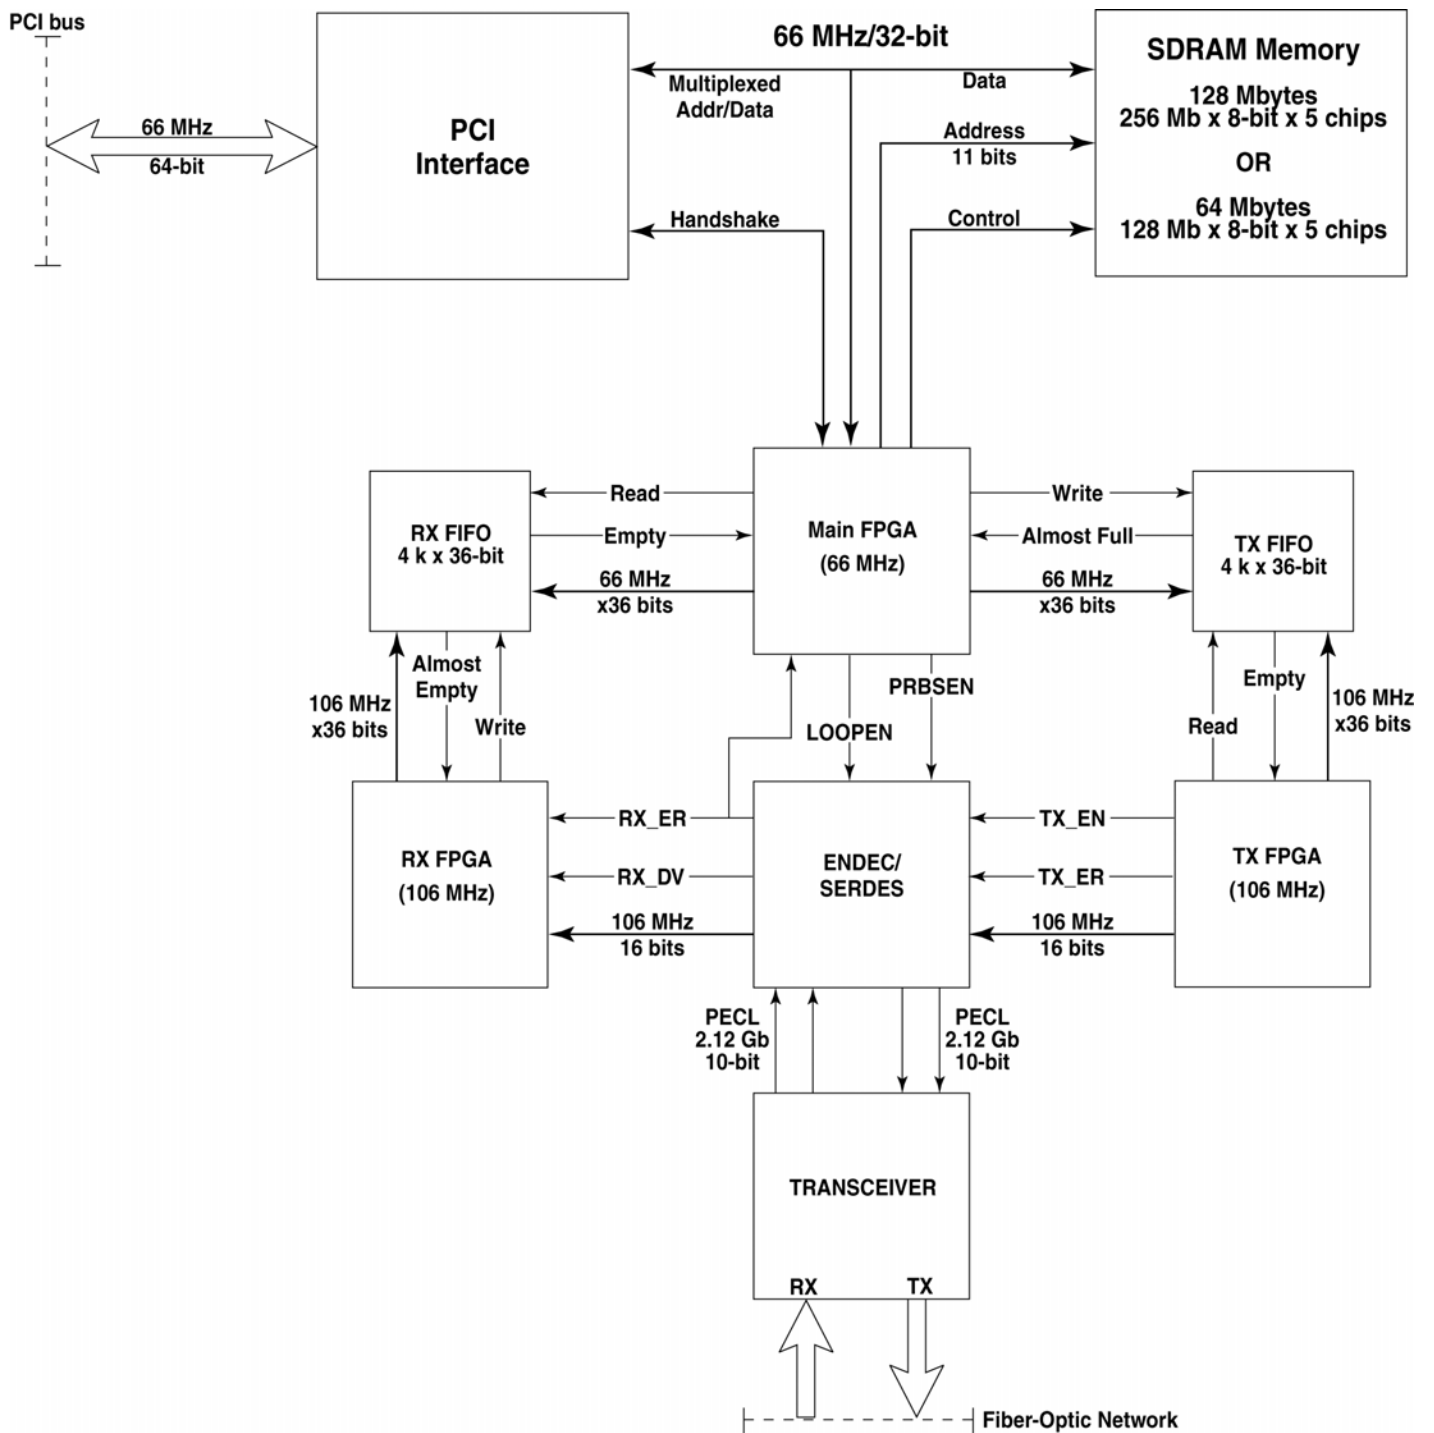 PCI bus
66 MHz
64-bit
PCI
Interface
66 MHz/32-bit
Multiplexed
Addr/Data
Data
Address
11 bits
Handshake
Control
SDRAM Memory
128 Mbytes
256 Mb x 8-bit x 5 chips
OR
64 Mbytes
128 Mb x 8-bit x 5 chips
RX FIFO
4 k x 36-bit
Read
Empty
66 MHz
x36 bits
Main FPGA
(66 MHz)
Write
Almost Full
66 MHz
x36 bits
TX FIFO
4 k x 36-bit
106 MHz
x36 bits
Almost
Empty
Write
LOOPEN
PRBSEN
Read
Empty
106 MHz
x36 bits
RX FPGA
(106 MHz)
RX_ER
RX_DV
106 MHz
16 bits
ENDEC/
SERDES
TX_EN
TX_ER
106 MHz
16 bits
TX FPGA
(106 MHz)
PECL
2.12 Gb
10-bit
PECL
2.12 Gb
10-bit
TRANSCEIVER
RX
TX
Fiber-Optic Network